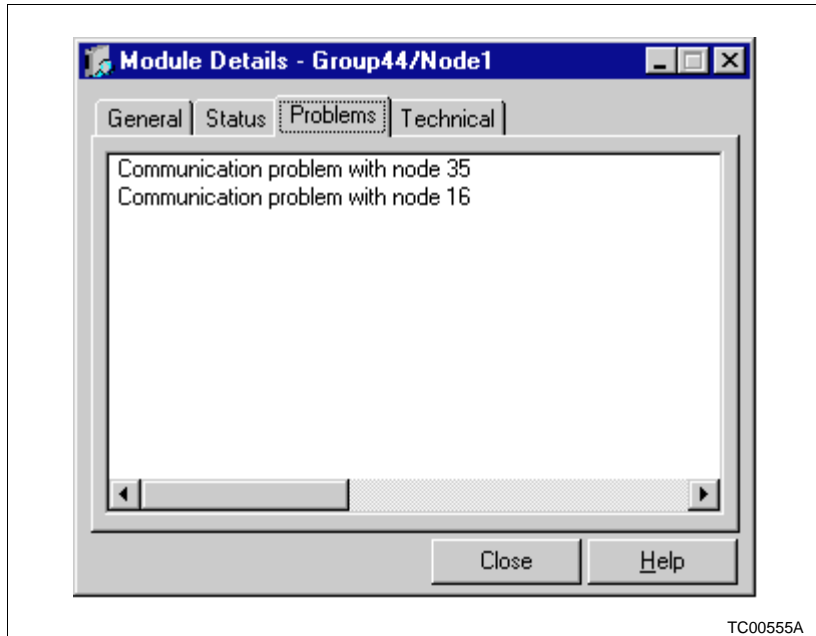 Module Details - Group44/Node1
General Status Problems Technical
Communication problem with node 35
Communication problem with node 16
Close Help
TC00555A